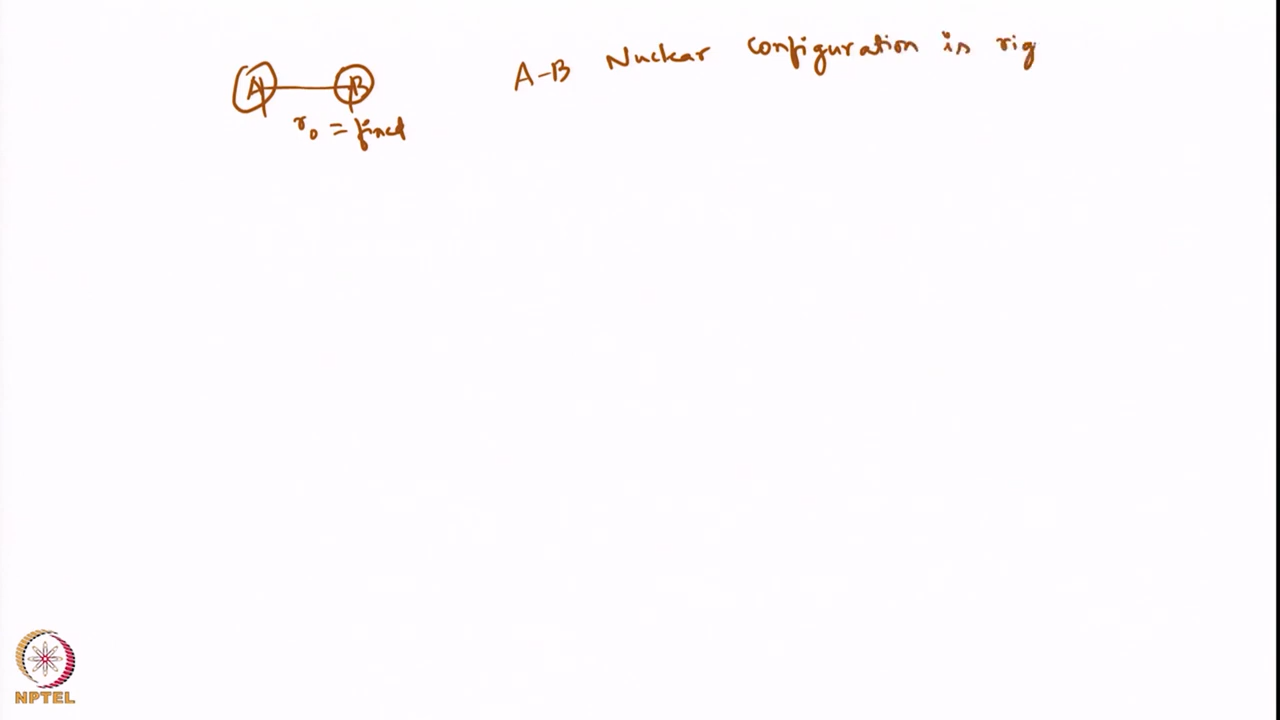 A B
r₀ = fixed
A-B Nuclear configuration is rig
NPTEL